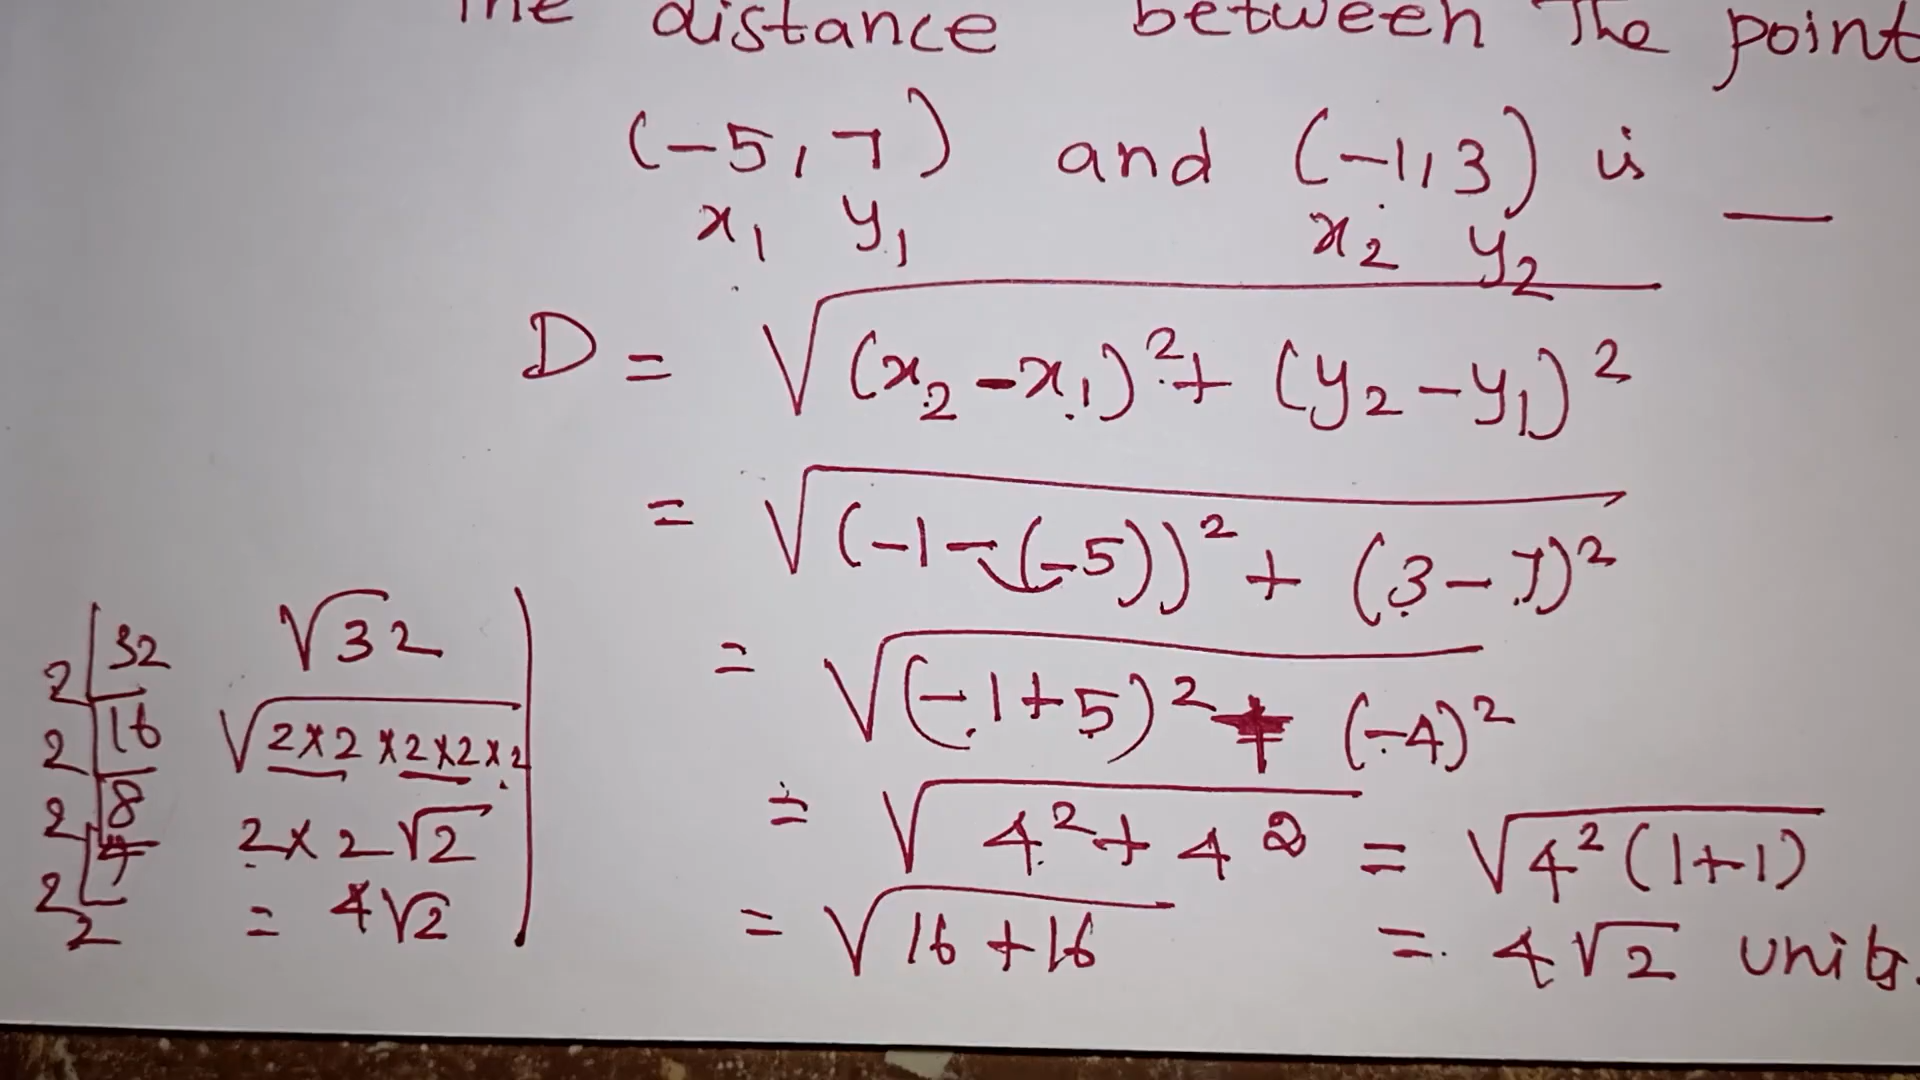 The distance between The point
(-5, 7) and (-1, 3) is __
x₁ y₁ x₂ y₂
D = √((x₂ - x₁)² + (y₂ - y₁)²)
= √((-1 - (-5))² + (3 - 7)²)
= √((-1 + 5)² + (-4)²)
= √(4² + 4²) = √(4² (1+1))
= √(16 + 16) = 4√2 units.
2 | 32
2 | 16
2 | 8
2 | 4
2
√32
√(2×2×2×2×2)
2×2√2
= 4√2